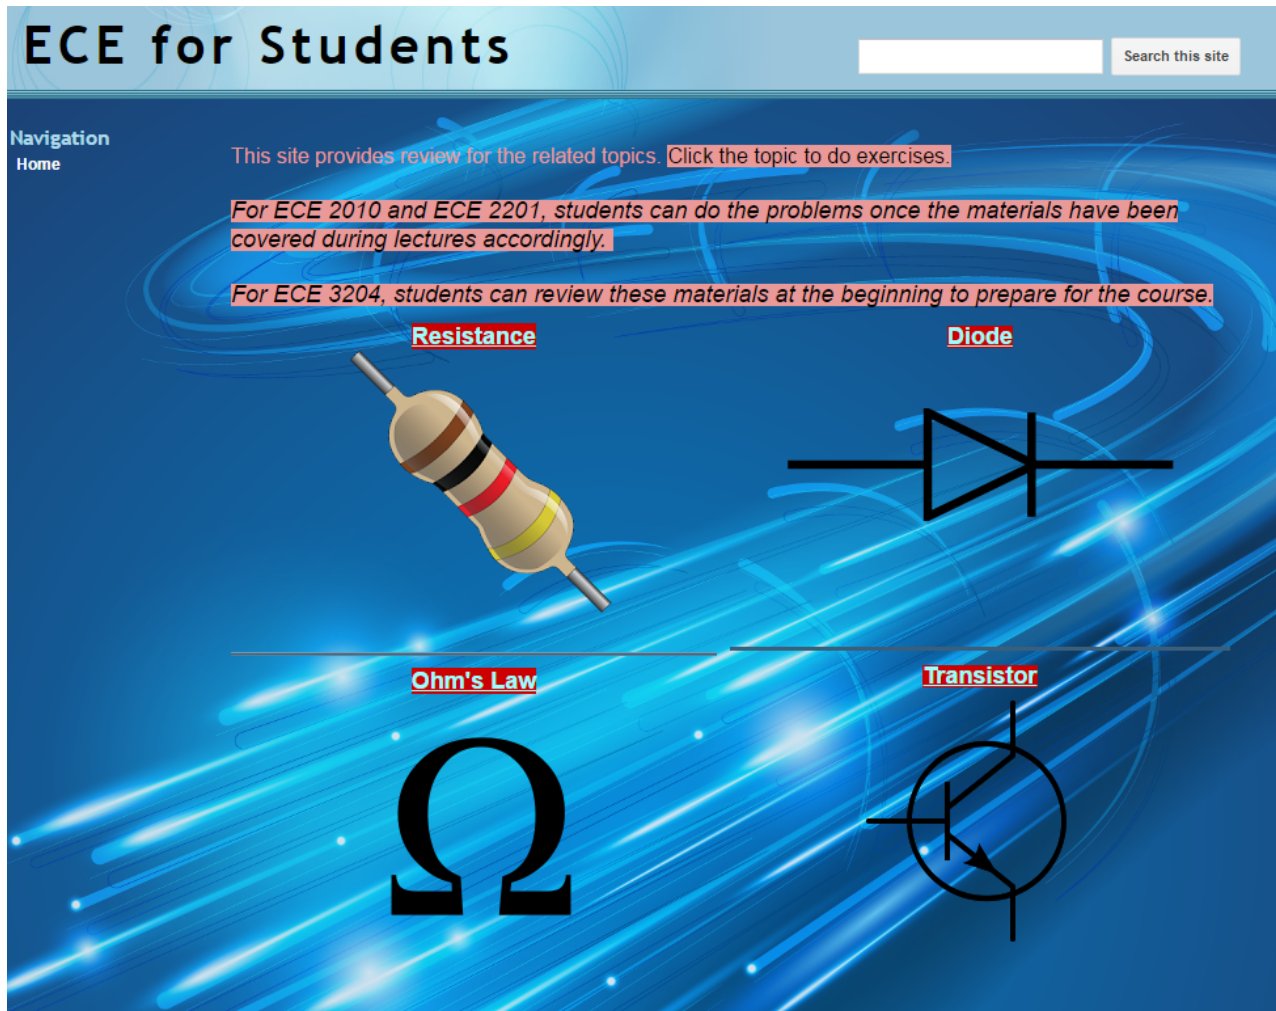 ECE for Students
Search this site
Navigation
Home
This site provides review for the related topics. Click the topic to do exercises.
For ECE 2010 and ECE 2201, students can do the problems once the materials have been
covered during lectures accordingly.
For ECE 3204, students can review these materials at the beginning to prepare for the course.
Resistance
Diode
Ohm's Law
Transistor
Ω